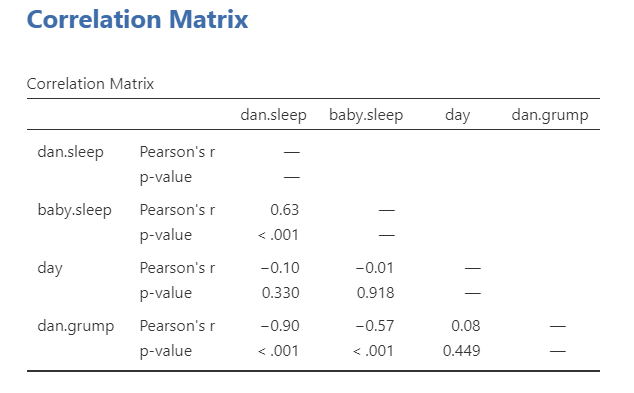 Correlation Matrix
Correlation Matrix
dan.sleep baby.sleep day dan.grump
dan.sleep Pearson's r —
p-value —
baby.sleep Pearson's r 0.63 —
p-value < .001 —
day Pearson's r −0.10 −0.01 —
p-value 0.330 0.918 —
dan.grump Pearson's r −0.90 −0.57 0.08 —
p-value < .001 < .001 0.449 —